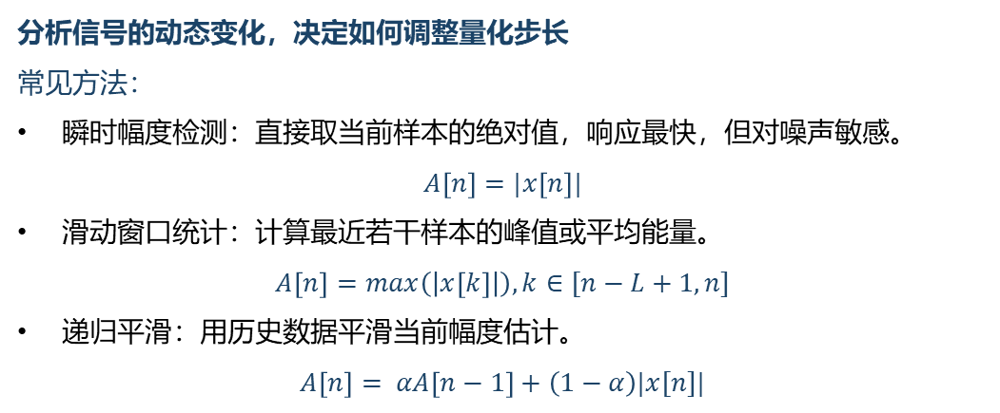 分析信号的动态变化，决定如何调整量化步长
常见方法：
• 瞬时幅度检测：直接取当前样本的绝对值，响应最快，但对噪声敏感。
A[n] = |x[n]|
• 滑动窗口统计：计算最近若干样本的峰值或平均能量。
A[n] = max(|x[k]|), k ∈ [n − L + 1, n]
• 递归平滑：用历史数据平滑当前幅度估计。
A[n] = αA[n − 1] + (1 − α)|x[n]|